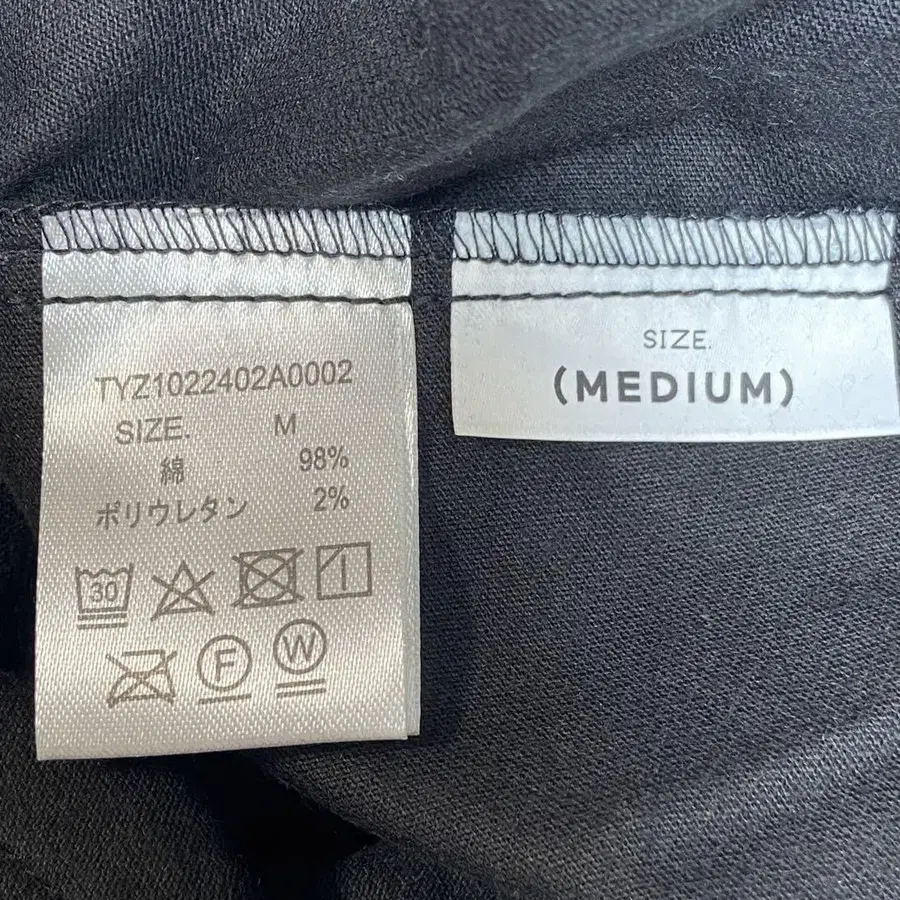 TYZ1022402A0002
SIZE. M
綿 98%
ポリウレタン 2%
30
F
W
SIZE.
(MEDIUM)